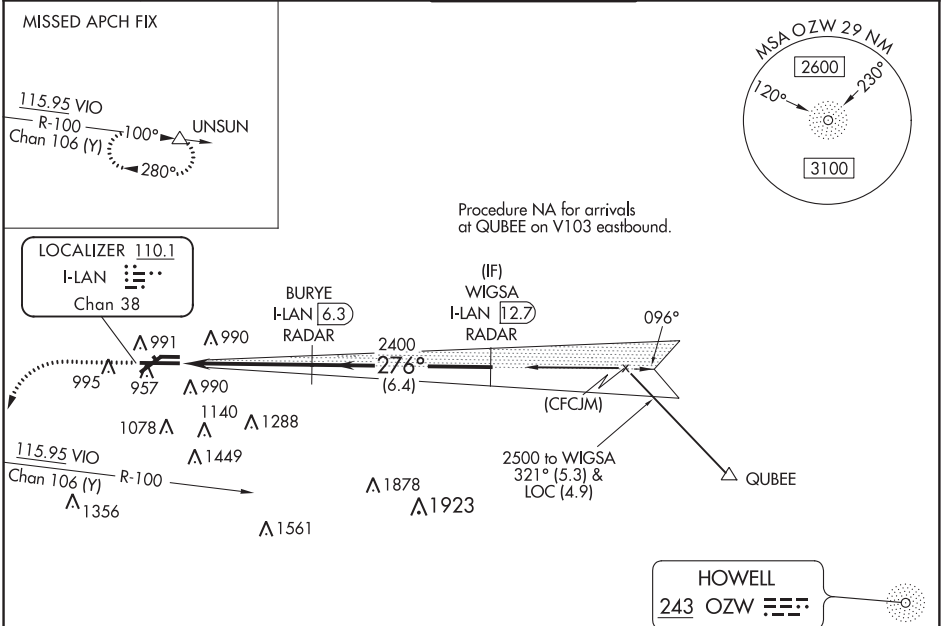 MISSED APCH FIX
115.95 VIO
R-100
Chan 106 (Y)
100°
UNSUN
280°
MSA OZW 29 NM
2600
120°
230°
3100
Procedure NA for arrivals
at QUBEE on V103 eastbound.
LOCALIZER 110.1
I-LAN
Chan 38
BURYE
I-LAN 6.3
RADAR
(IF)
WIGSA
I-LAN 12.7
RADAR
096°
991
990
2400
276°
(6.4)
995
957
990
(CFCJM)
1078
1140
1288
1449
2500 to WIGSA
321° (5.3) &
LOC (4.9)
QUBEE
115.95 VIO
Chan 106 (Y)
R-100
1356
1878
1923
1561
HOWELL
243 OZW